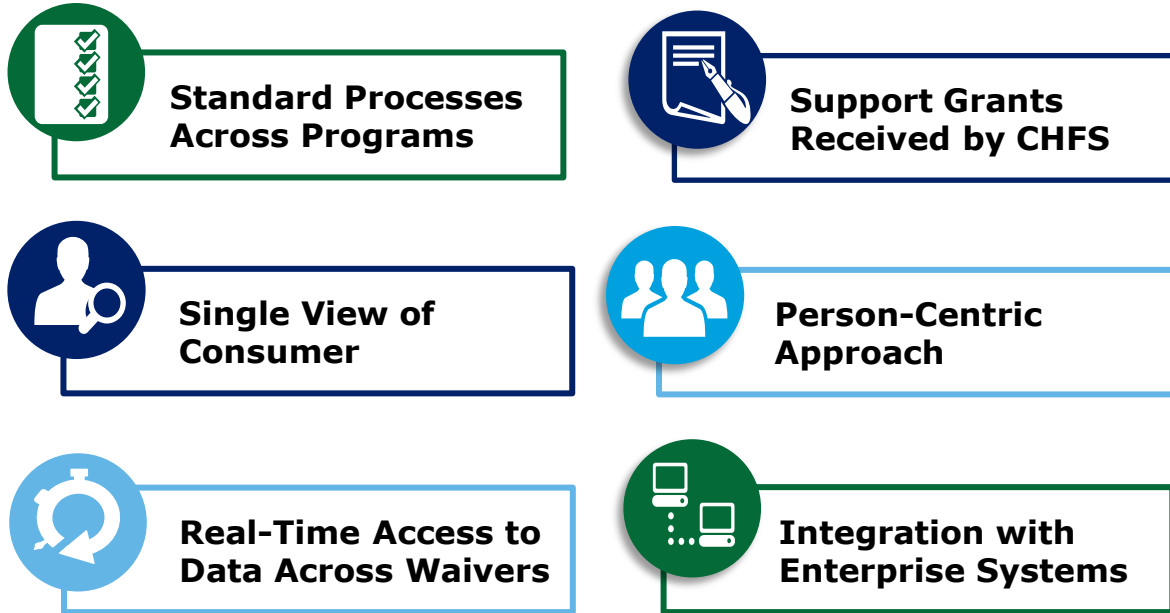 Standard Processes
Across Programs
Support Grants
Received by CHFS
Single View of
Consumer
Person-Centric
Approach
Real-Time Access to
Data Across Waivers
Integration with
Enterprise Systems